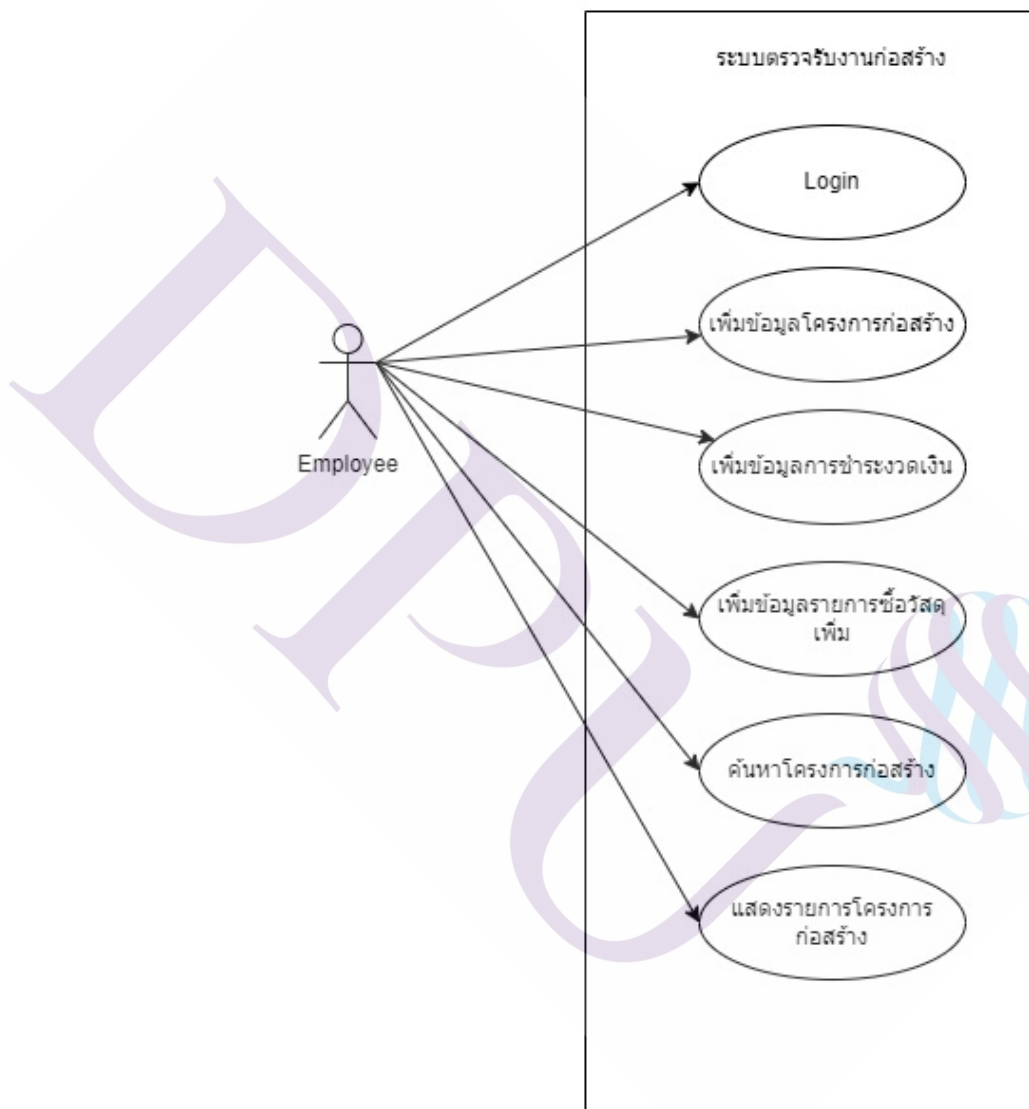 ระบบตรวจรับงานก่อสร้าง
Login
เพิ่มข้อมูลโครงการก่อสร้าง
Employee
เพิ่มข้อมูลการชำระงวดเงิน
เพิ่มข้อมูลรายการซื้อวัสดุ
เพิ่ม
ค้นหาโครงการก่อสร้าง
แสดงรายการโครงการ
ก่อสร้าง
DPU